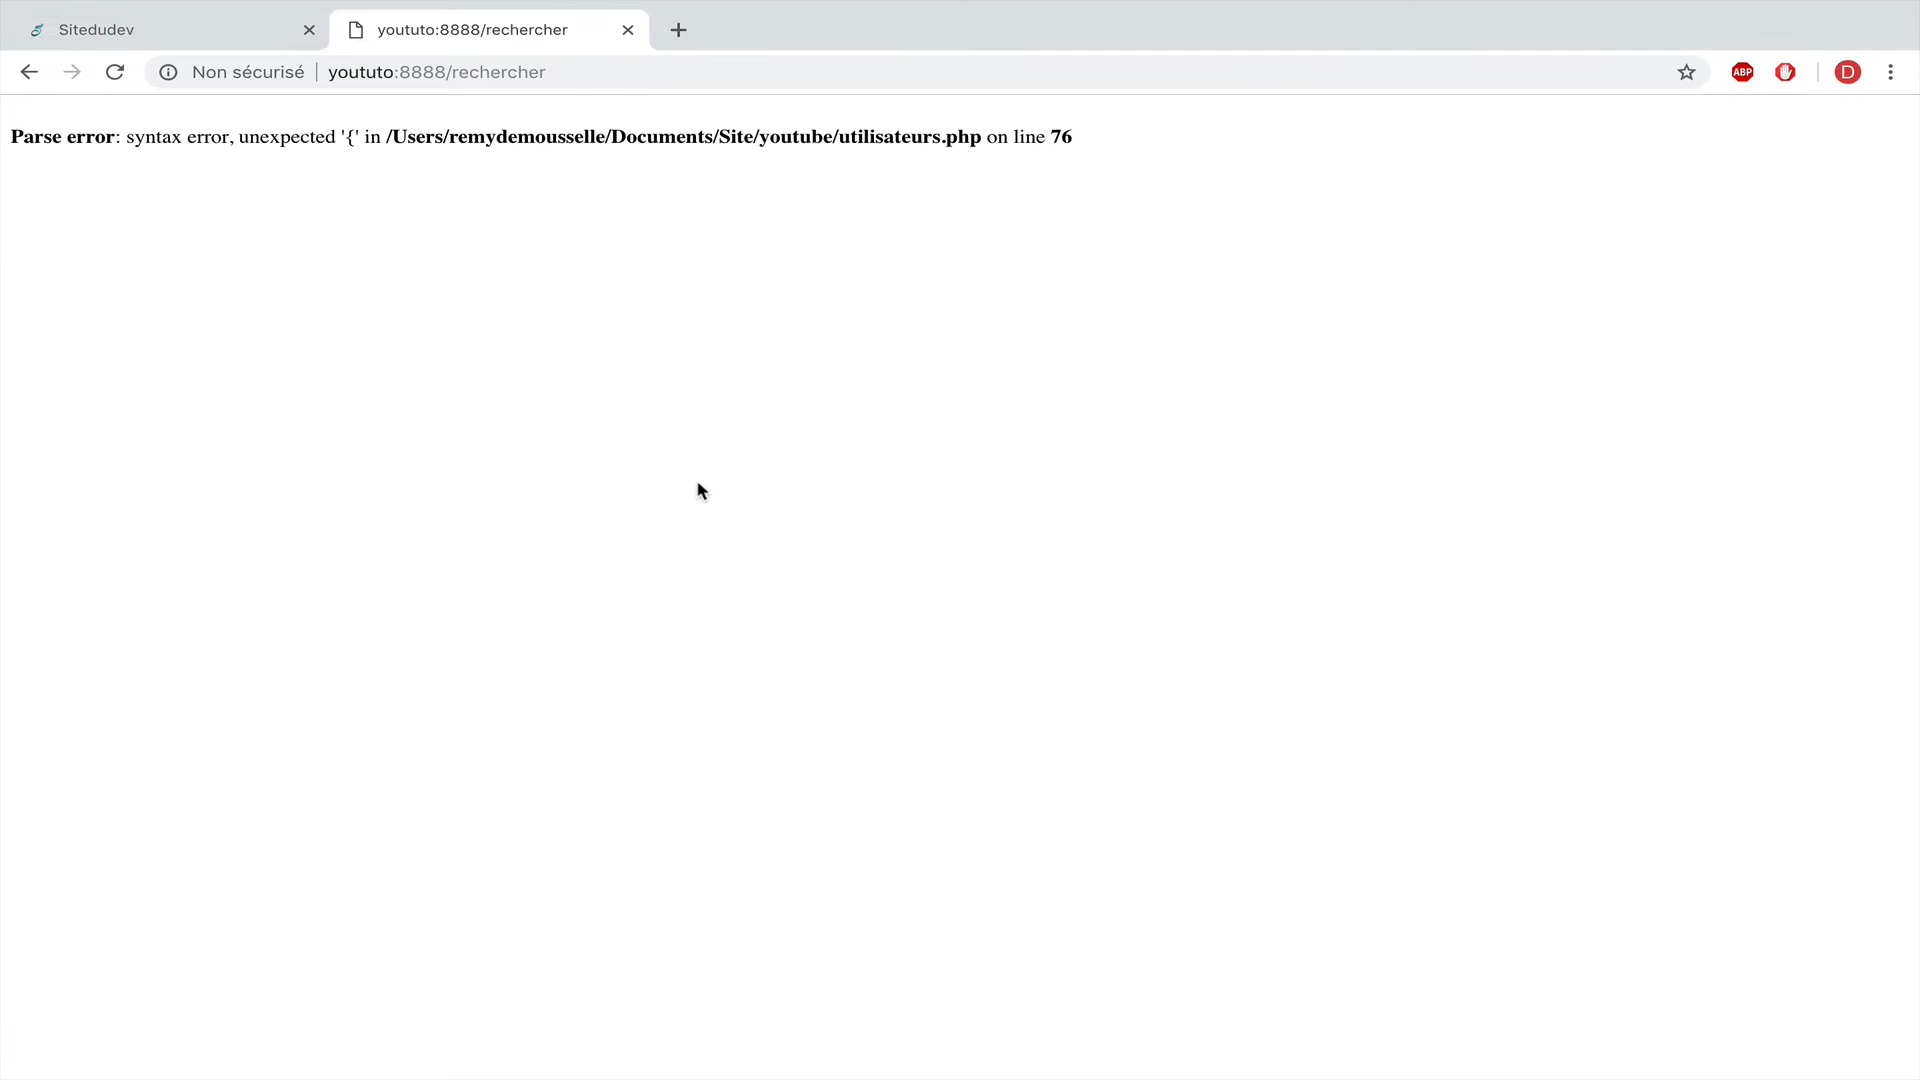 Sitedudev
yoututo:8888/rechercher
Non sécurisé | yoututo:8888/rechercher
ABP
D
Parse error: syntax error, unexpected '{' in /Users/remydemousselle/Documents/Site/youtube/utilisateurs.php on line 76